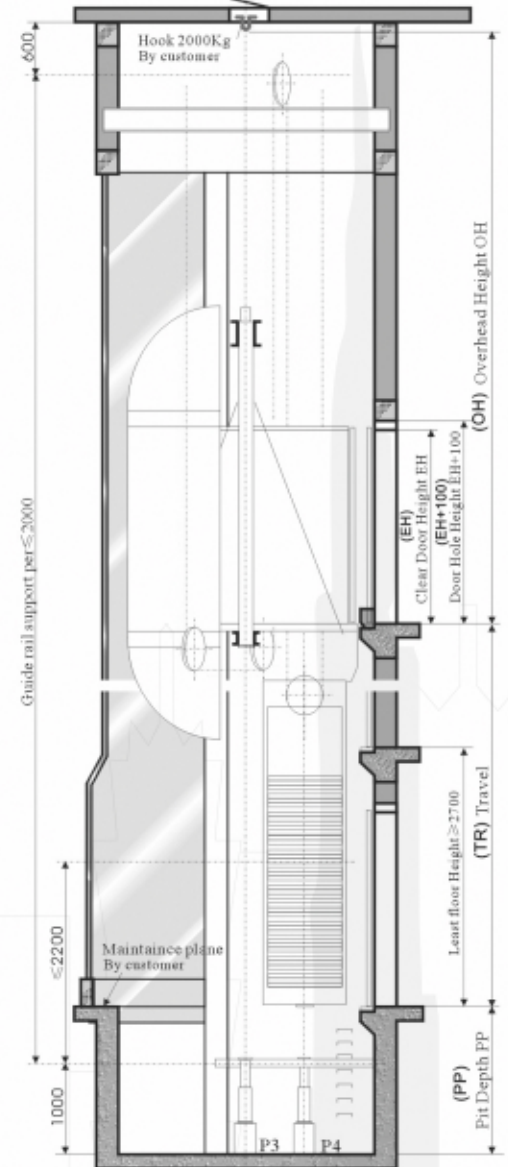 Hook 2000Kg
By customer
600
(OH) Overhead Height OH
(EH)
Clear Door Height EH
(EH+100)
Door Hole Height EH+100
Guide rail support per≤2000
(TR) Travel
Least floor Height≥2700
≤2200
Maintaince plane
By customer
1000
(PP)
Pit Depth PP
P3
P4